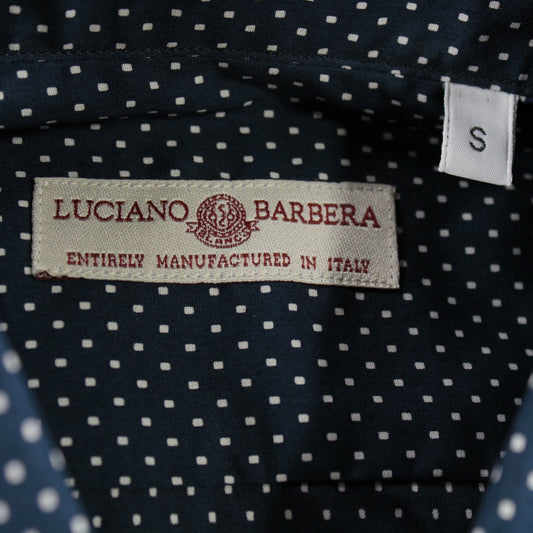 LUCIANO BARBERA
ENTIRELY MANUFACTURED IN ITALY
S